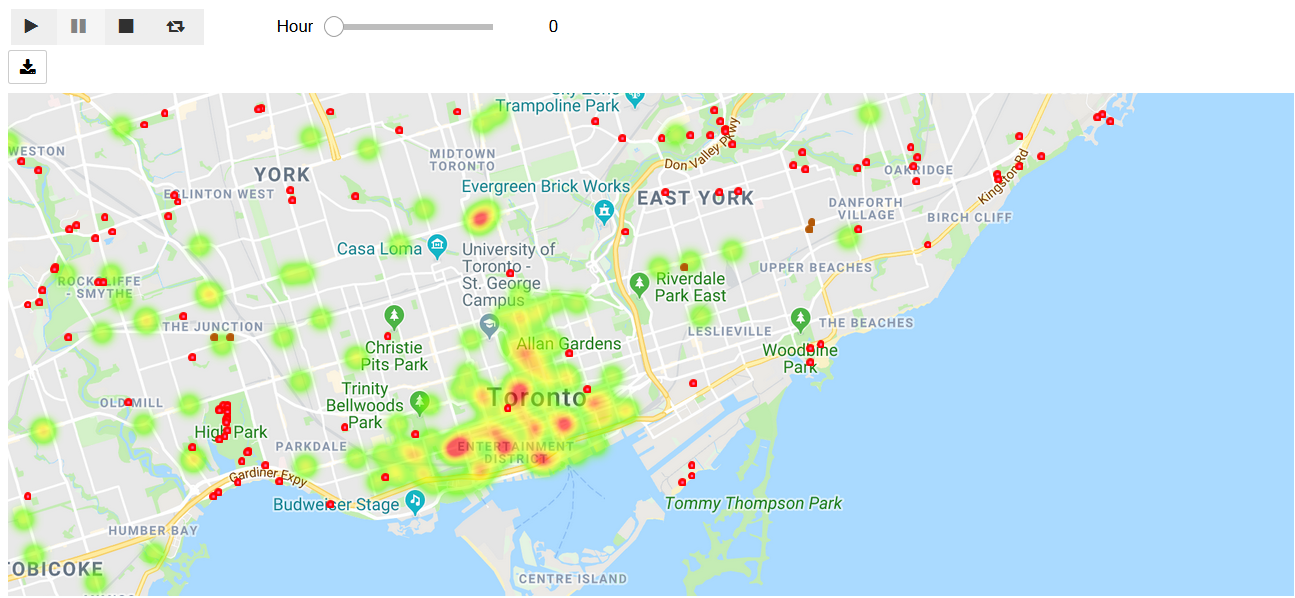 Hour 0
Trampoline Park
WESTON
MIDTOWN
TORONTO
Don Valley Pkwy
YORK
EGLINTON WEST
OAKRIDGE
Kingston Rd
Evergreen Brick Works
EAST YORK
DANFORTH
VILLAGE
BIRCH CLIFF
Casa Loma
University of
Toronto -
St. George
Campus
UPPER BEACHES
ROCKCLIFFE
- SMYTHE
Riverdale
Park East
THE JUNCTION
LESLIEVILLE
THE BEACHES
Christie
Pits Park
Allan Gardens
Woodbine
Park
Trinity
Bellwoods
Park
Toronto
OLD MILL
High Park
PARKDALE
ENTERTAINMENT
DISTRICT
Gardiner Expy
Budweiser Stage
Tommy Thompson Park
HUMBER BAY
TOBICOKE
CENTRE ISLAND